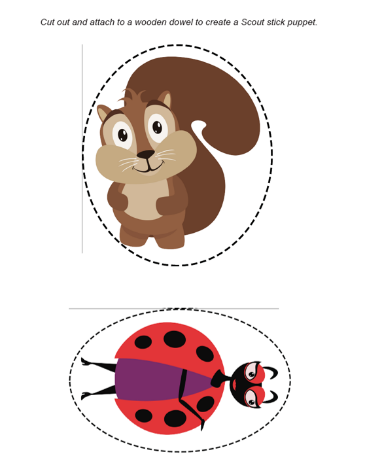 Cut out and attach to a wooden dowel to create a Scout stick puppet.